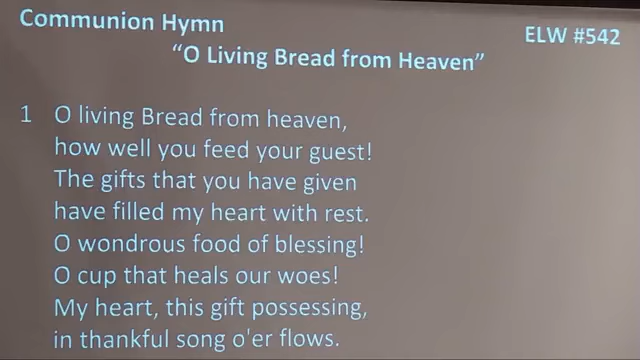 Communion Hymn
ELW #542
“O Living Bread from Heaven”
1 O living Bread from heaven,
how well you feed your guest!
The gifts that you have given
have filled my heart with rest.
O wondrous food of blessing!
O cup that heals our woes!
My heart, this gift possessing,
in thankful song o'er flows.